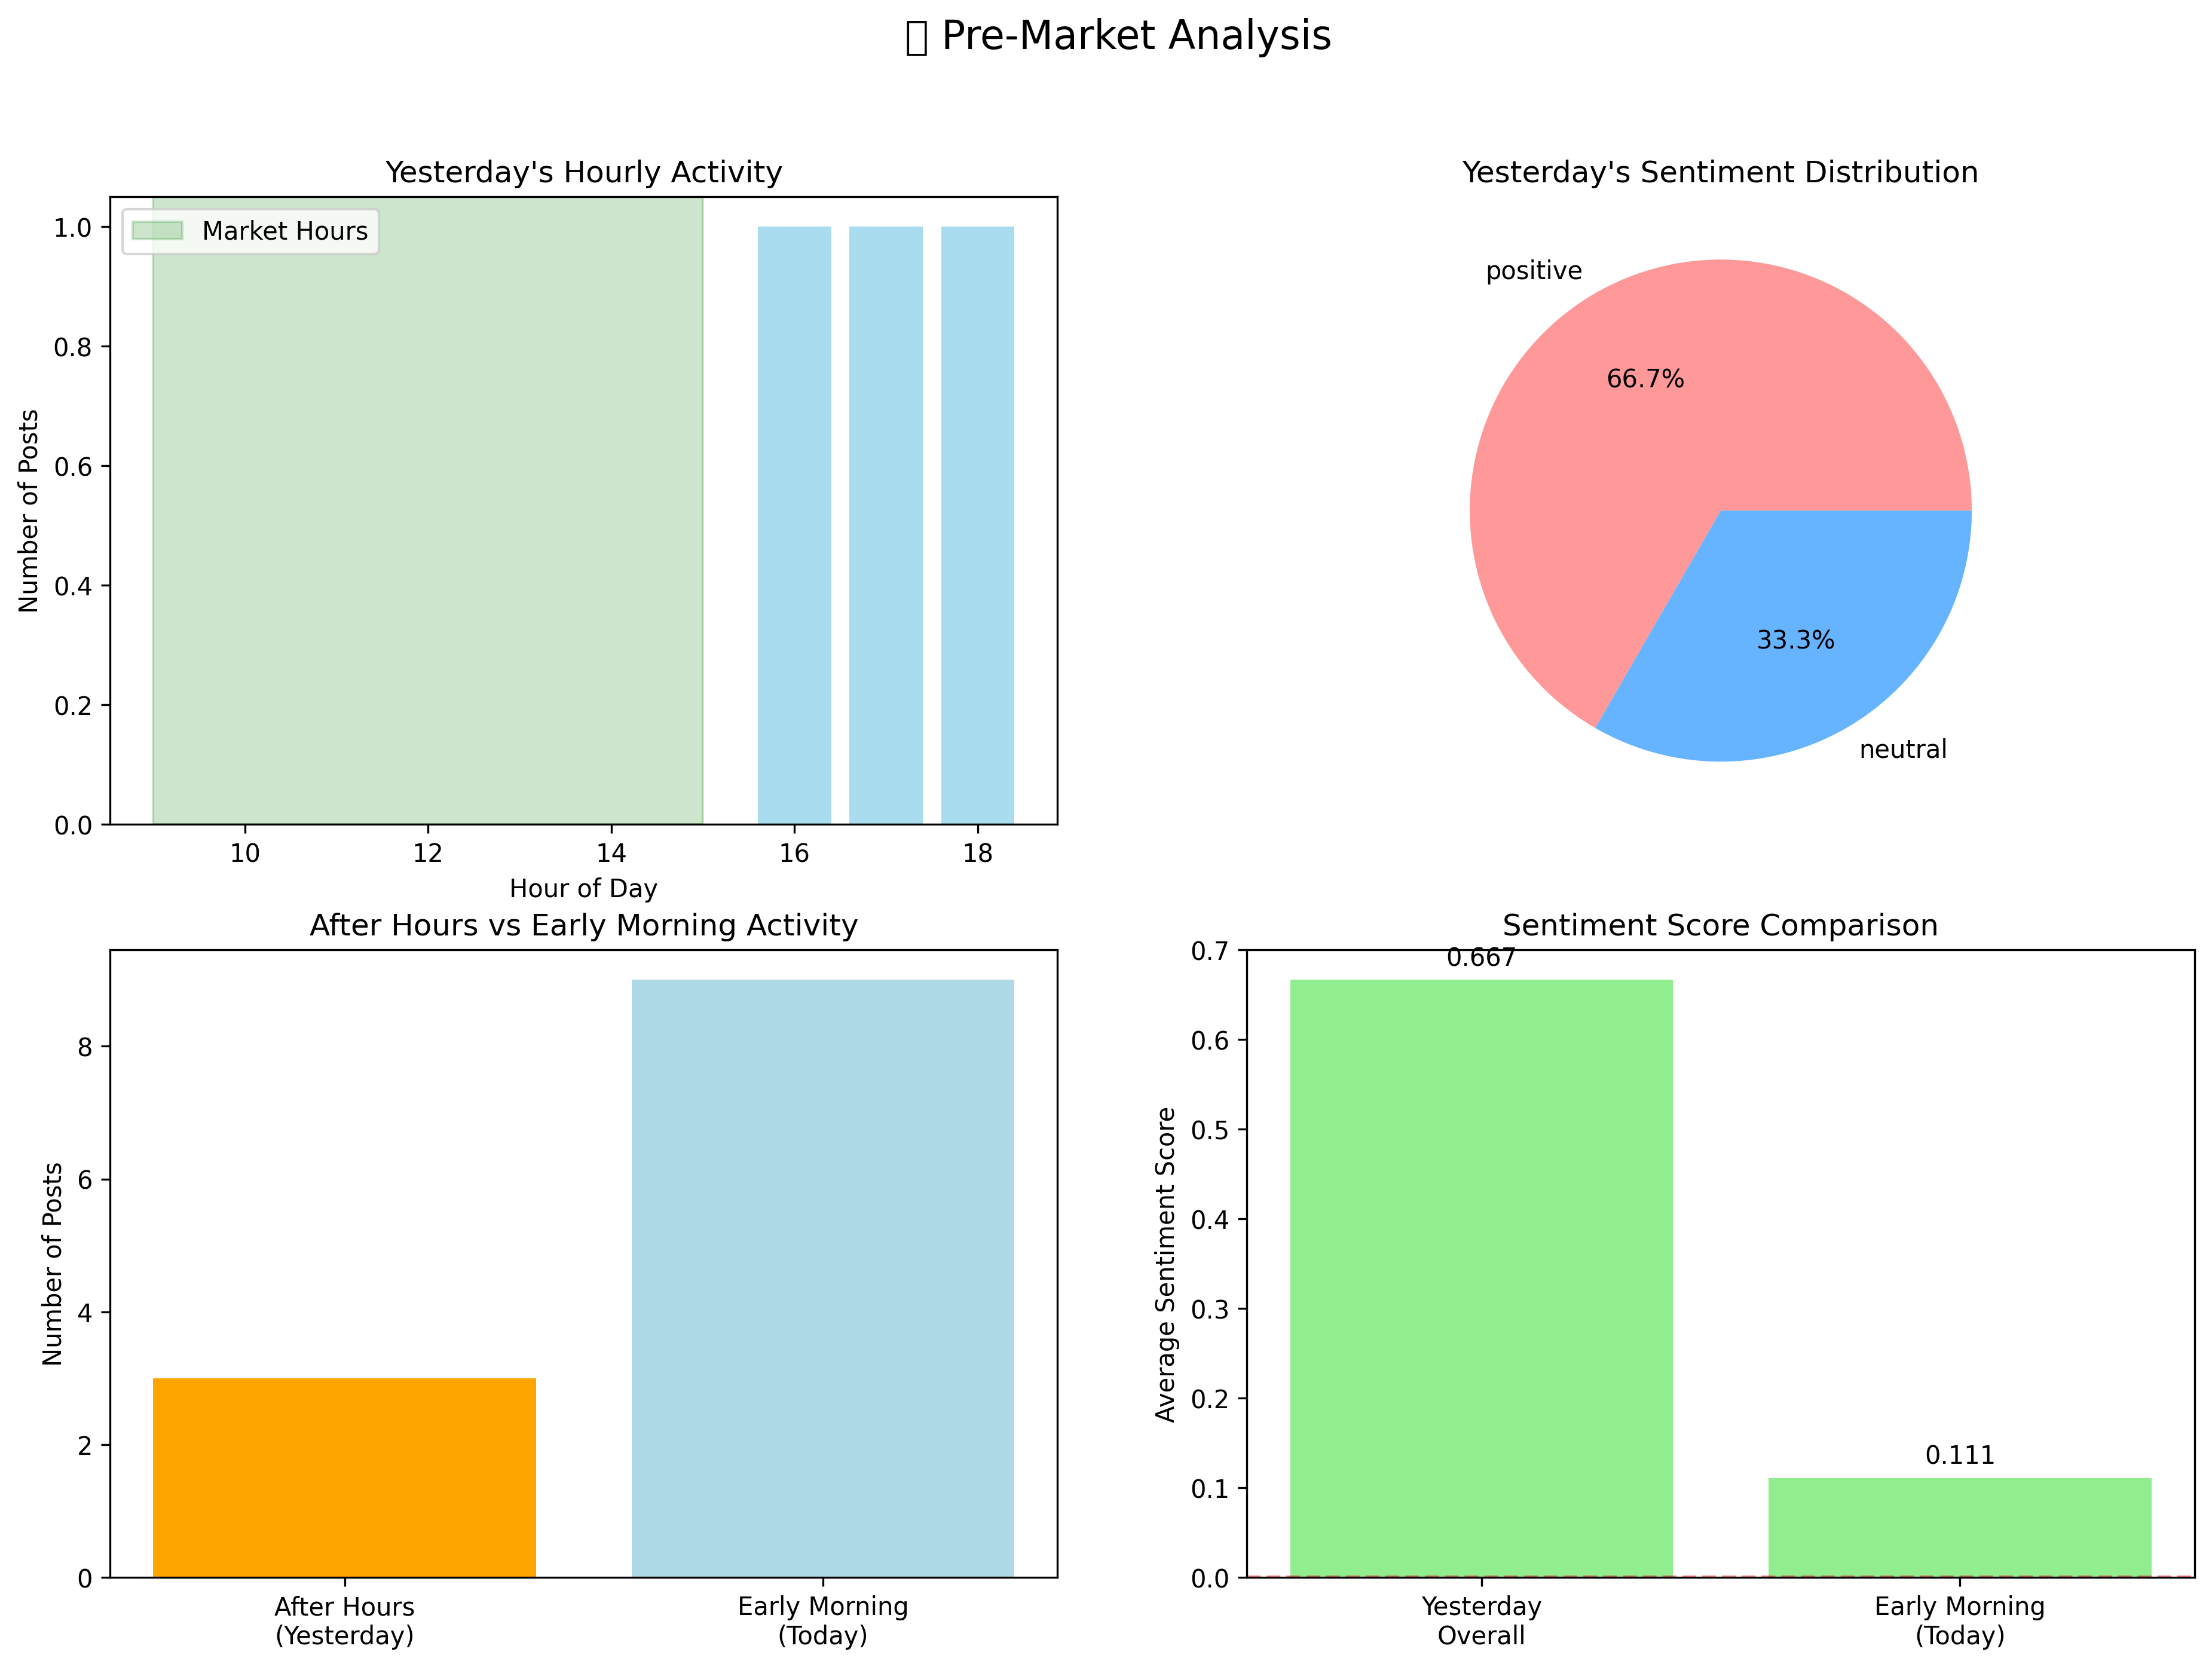 Pre-Market Analysis
Yesterday's Hourly Activity
Market Hours
1.0
0.8
0.6
0.4
0.2
0.0
Number of Posts
10 12 14 16 18
Hour of Day
Yesterday's Sentiment Distribution
positive
66.7%
33.3%
neutral
After Hours vs Early Morning Activity
8
6
4
2
0
Number of Posts
After Hours
(Yesterday)
Early Morning
(Today)
Sentiment Score Comparison
0.7
0.6
0.5
0.4
0.3
0.2
0.1
0.0
Average Sentiment Score
0.667
0.111
Yesterday
Overall
Early Morning
(Today)